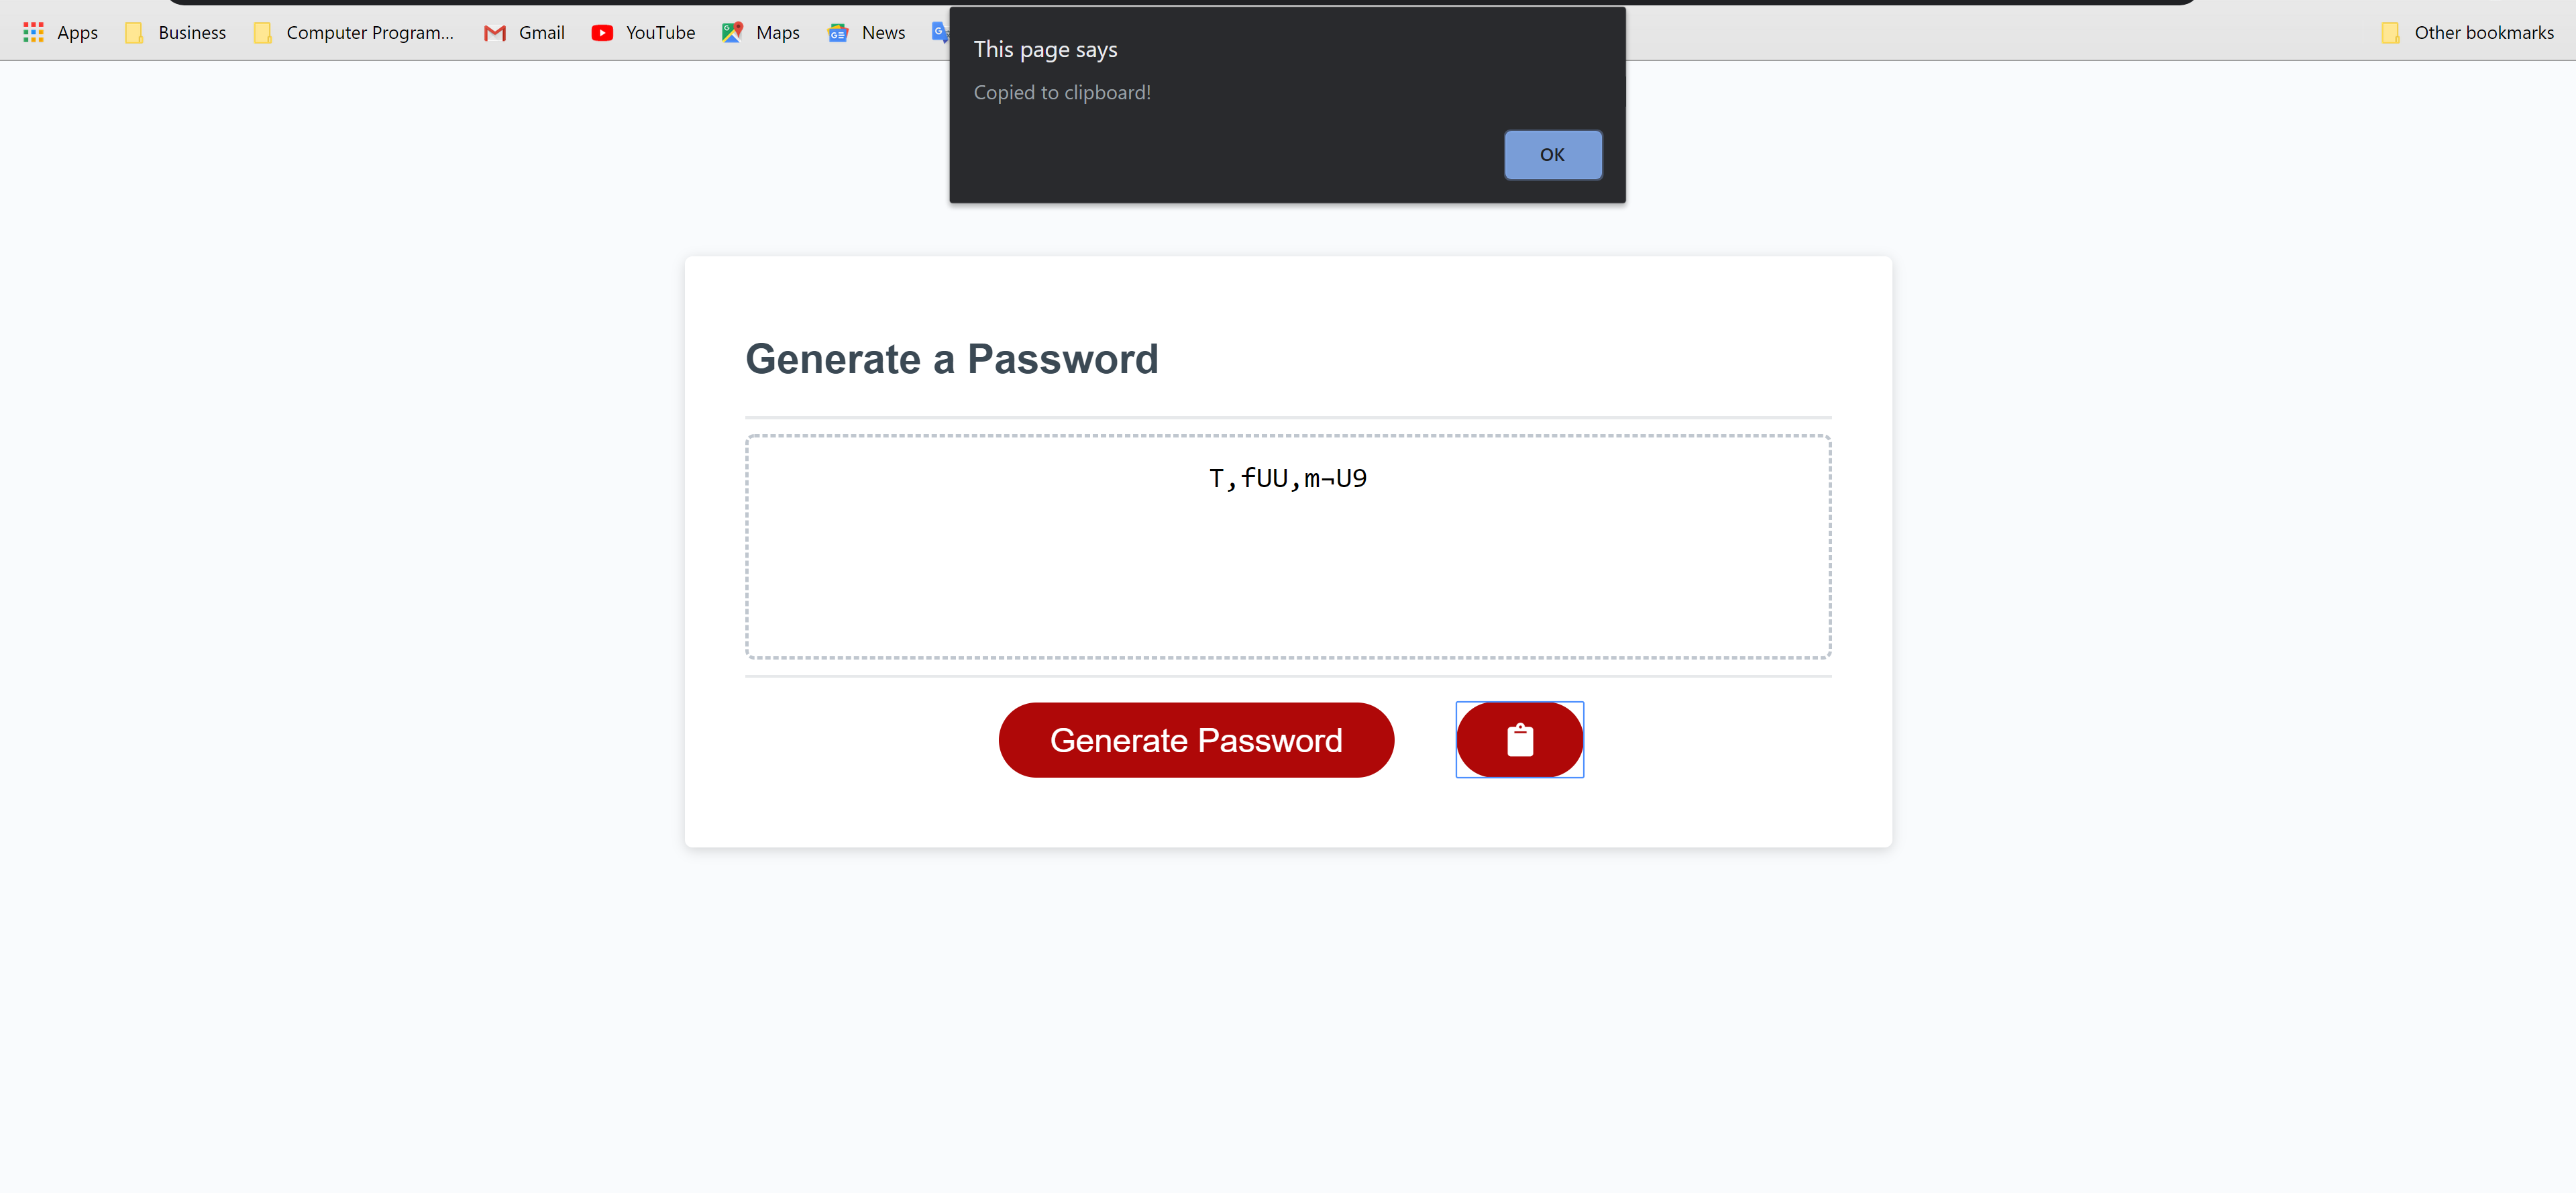 Apps Business Computer Program... Gmail YouTube Maps News Other bookmarks
This page says
Copied to clipboard!
OK
Generate a Password
T,fUU,m¬U9
Generate Password